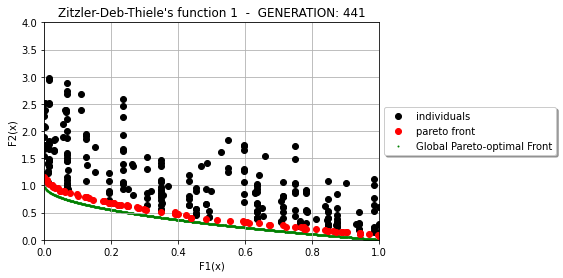 Zitzler-Deb-Thiele's function 1 - GENERATION: 441
4.0
3.5
3.0
2.5
2.0
1.5
1.0
0.5
0.0
F2(x)
0.0 0.2 0.4 0.6 0.8 1.0
F1(x)
individuals
pareto front
Global Pareto-optimal Front